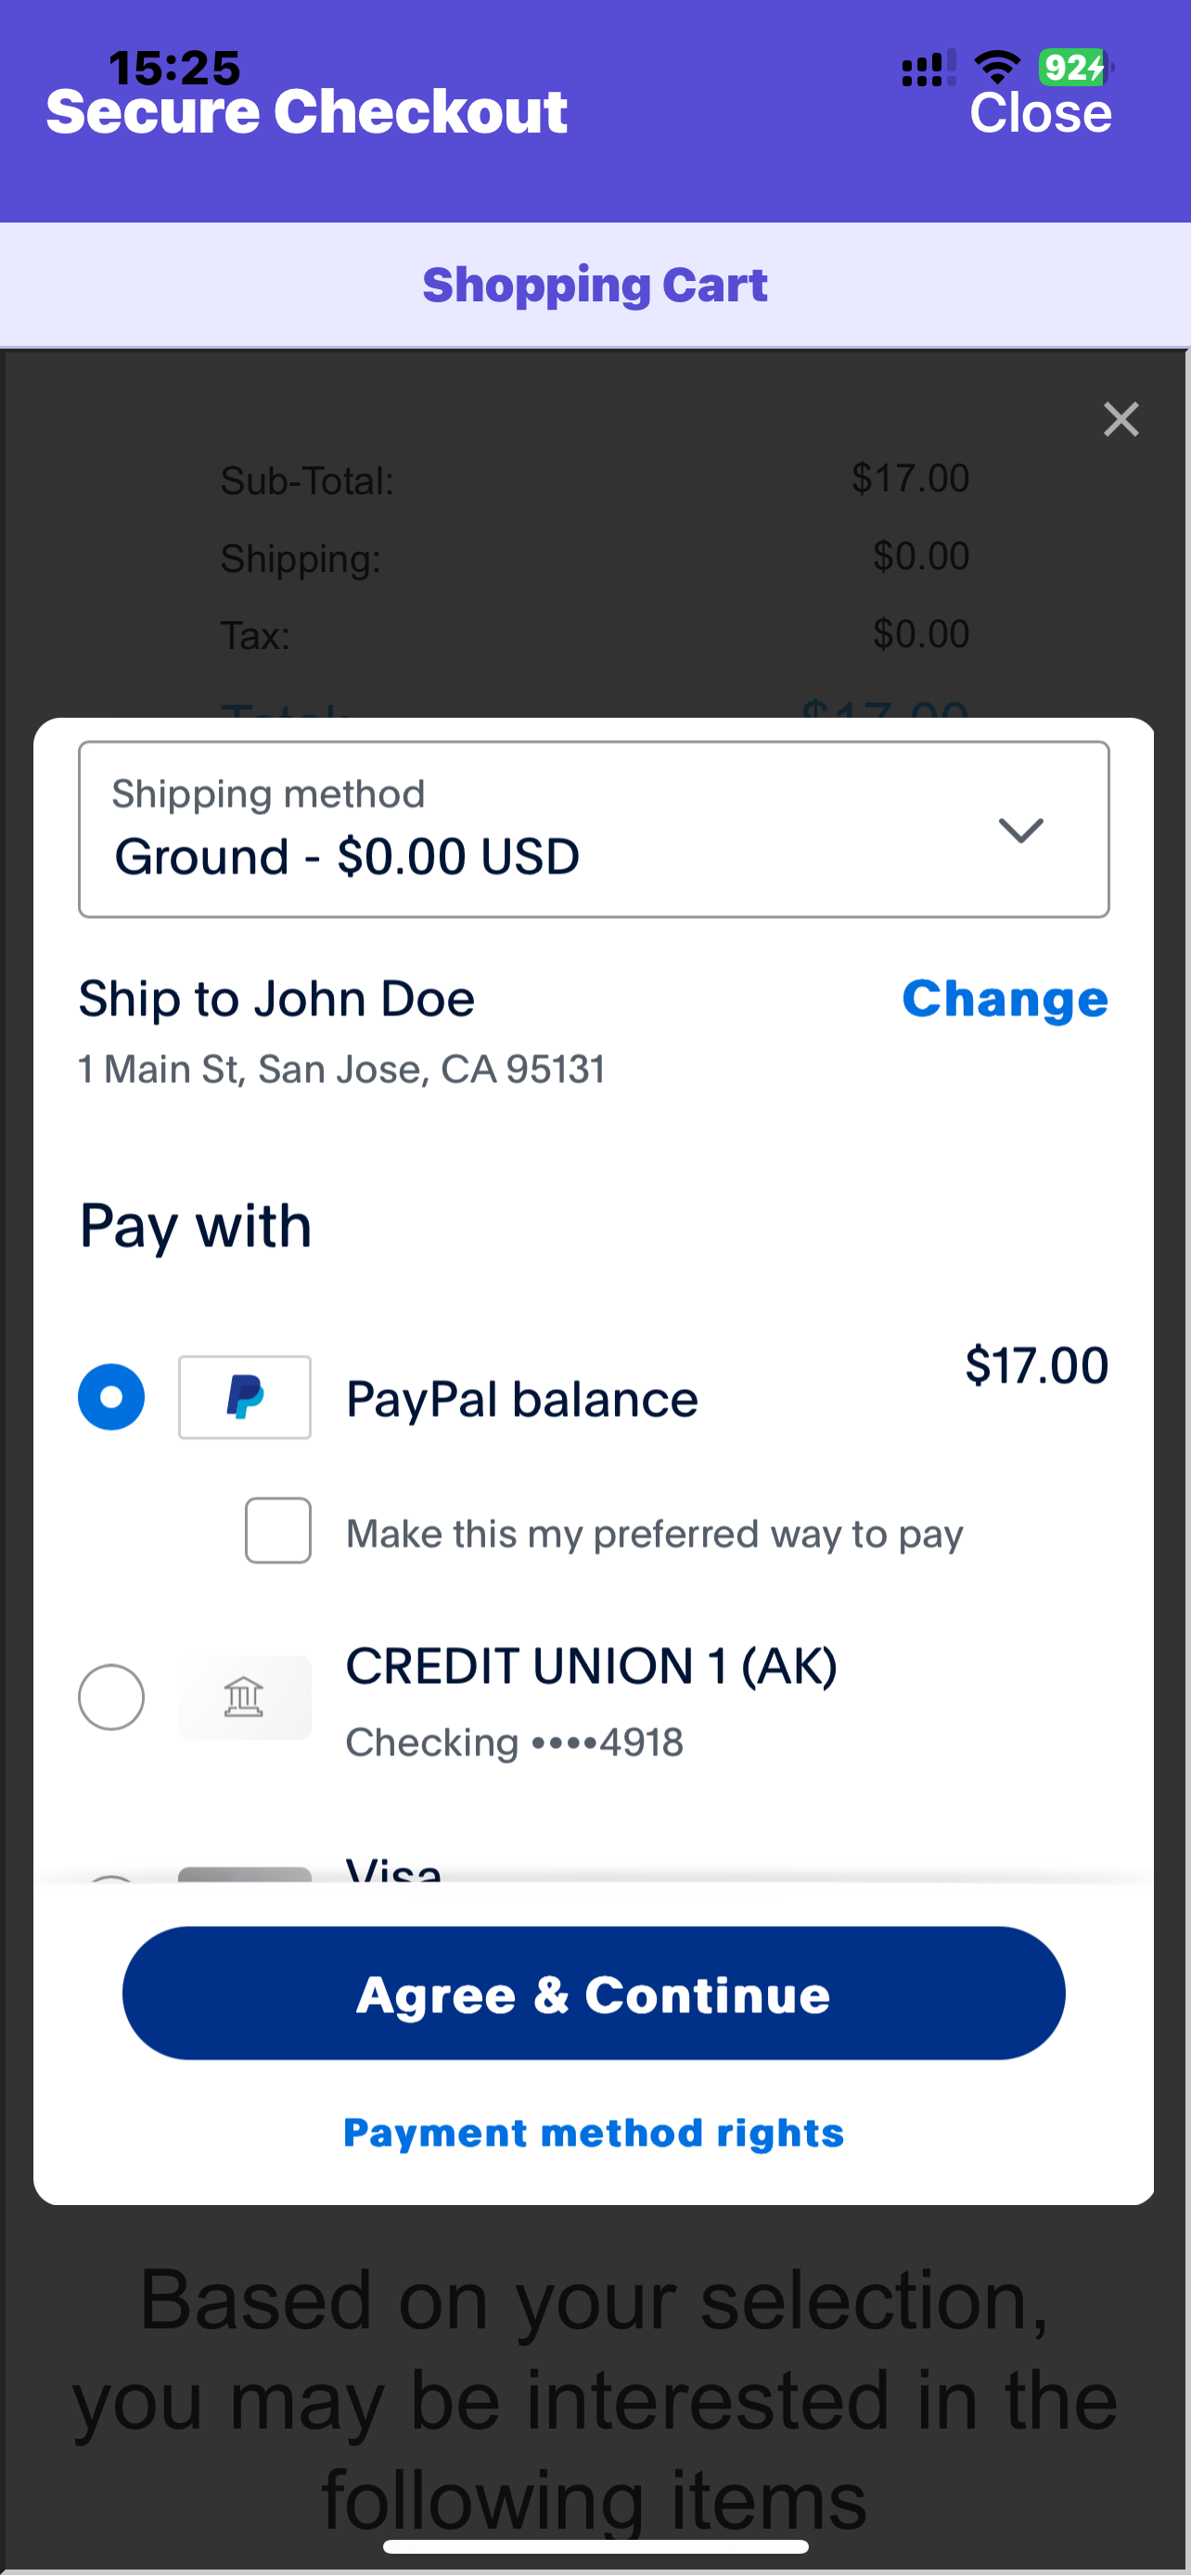 15:25
92
Secure Checkout
Close
Shopping Cart
Sub-Total: $17.00
Shipping: $0.00
Tax: $0.00
Total: $17.00
Shipping method
Ground - $0.00 USD
Ship to John Doe
Change
1 Main St, San Jose, CA 95131
Pay with
PayPal balance
$17.00
Make this my preferred way to pay
CREDIT UNION 1 (AK)
Checking ••••4918
Visa
Agree & Continue
Payment method rights
Based on your selection,
you may be interested in the
following items